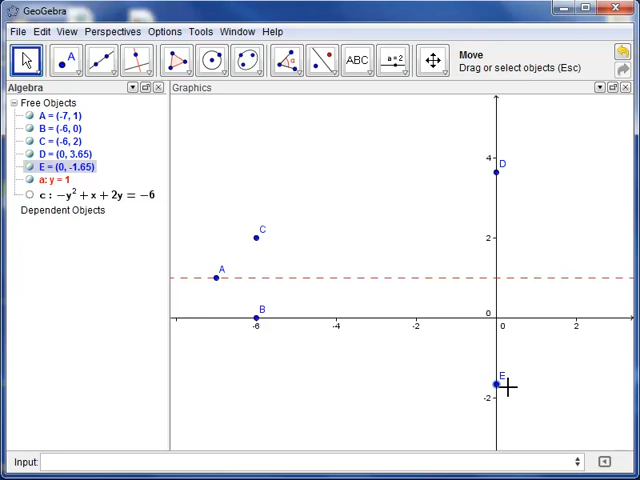 GeoGebra
File Edit View Perspectives Options Tools Window Help
A
α
ABC
a = 2
Move
Drag or select objects (Esc)
Algebra
Graphics
Free Objects
A = (-7, 1)
B = (-6, 0)
C = (-6, 2)
D = (0, 3.65)
E = (0, -1.65)
a: y = 1
c : −y² + x + 2y = −6
Dependent Objects
4
D
C
2
A
B
0
-6
-4
-2
0
2
E
-2
Input: